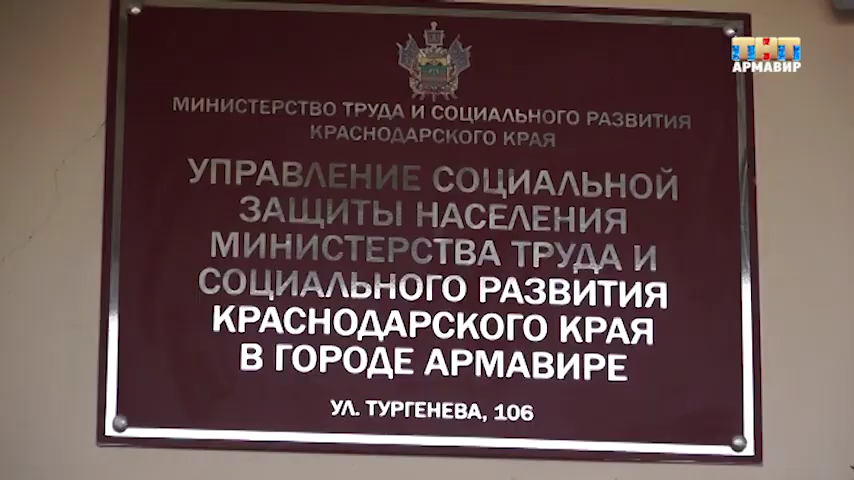 ТНТ
АРМАВИР
МИНИСТЕРСТВО ТРУДА И СОЦИАЛЬНОГО РАЗВИТИЯ
КРАСНОДАРСКОГО КРАЯ
УПРАВЛЕНИЕ СОЦИАЛЬНОЙ
ЗАЩИТЫ НАСЕЛЕНИЯ
МИНИСТЕРСТВА ТРУДА И
СОЦИАЛЬНОГО РАЗВИТИЯ
КРАСНОДАРСКОГО КРАЯ
В ГОРОДЕ АРМАВИРЕ
УЛ. ТУРГЕНЕВА, 106